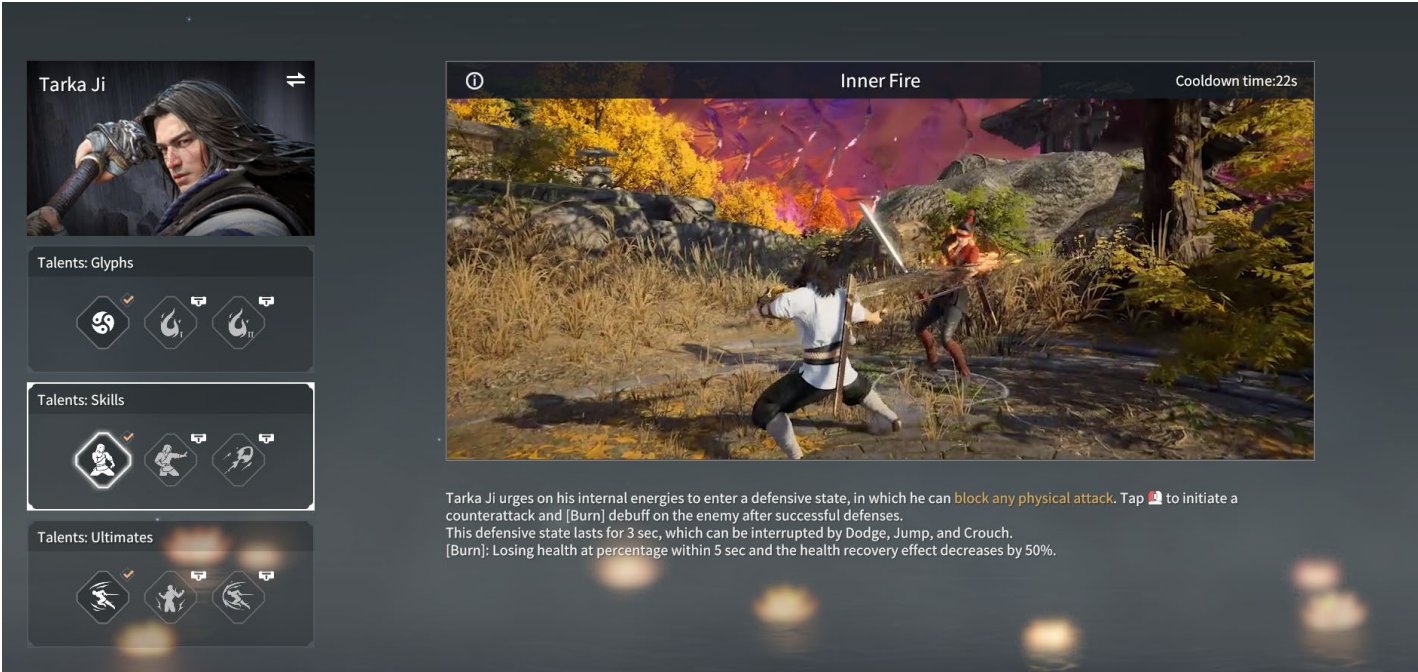 Tarka Ji
Inner Fire
Cooldown time:22s
Talents: Glyphs
I
II
Talents: Skills
Talents: Ultimates
Tarka Ji urges on his internal energies to enter a defensive state, in which he can block any physical attack. Tap to initiate a
counterattack and [Burn] debuff on the enemy after successful defenses.
This defensive state lasts for 3 sec, which can be interrupted by Dodge, Jump, and Crouch.
[Burn]: Losing health at percentage within 5 sec and the health recovery effect decreases by 50%.